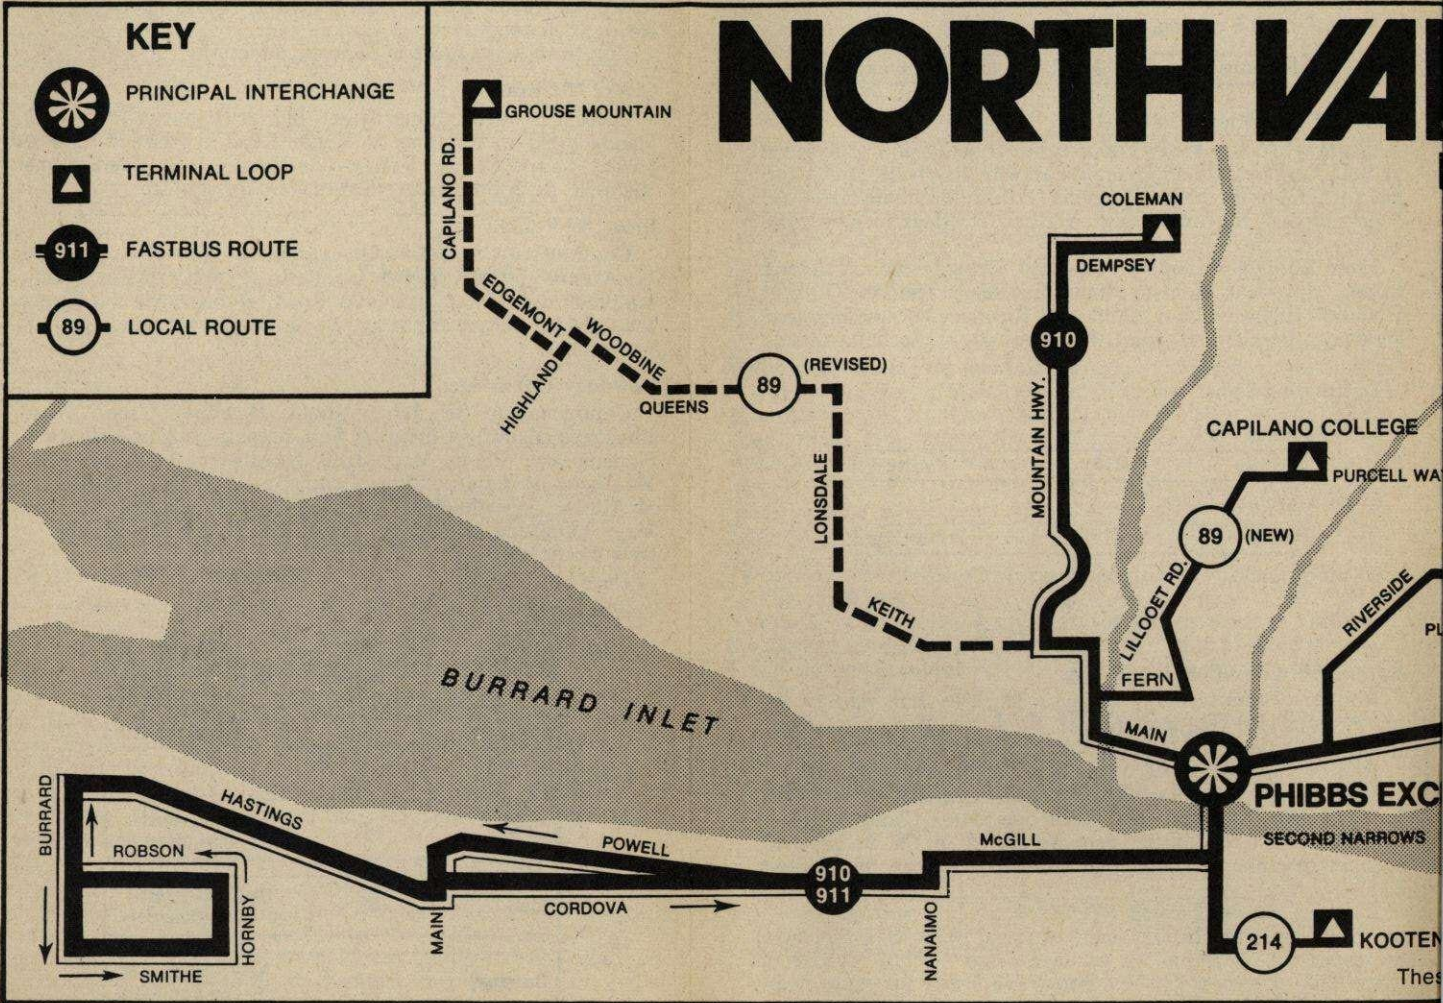 KEY
PRINCIPAL INTERCHANGE
TERMINAL LOOP
911 FASTBUS ROUTE
89 LOCAL ROUTE
NORTH VA
GROUSE MOUNTAIN
CAPILANO RD.
EDGEMONT
HIGHLAND
WOODBINE
QUEENS
89
(REVISED)
LONSDALE
KEITH
COLEMAN
DEMPSEY
910
MOUNTAIN HWY.
CAPILANO COLLEGE
PURCELL WA
89 (NEW)
LILLOOET RD.
FERN
RIVERSIDE
PL
MAIN
BURRARD INLET
PHIBBS EXC
SECOND NARROWS
BURRARD
HASTINGS
ROBSON
HORNBY
SMITHE
MAIN
POWELL
CORDOVA
910
911
NANAIMO
McGILL
214
KOOTEN
Thes